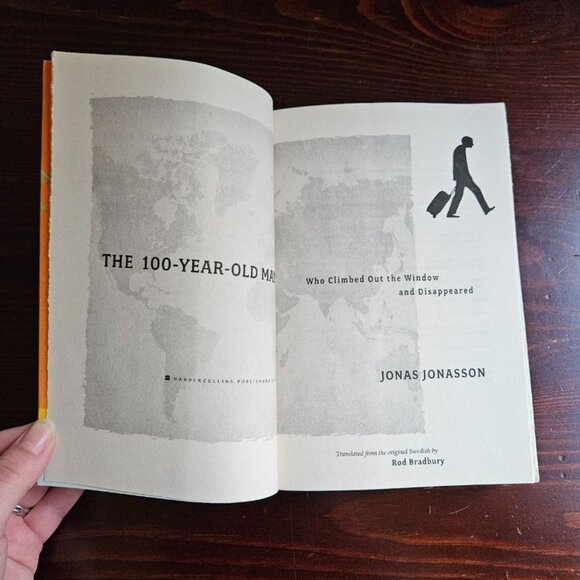 THE 100-YEAR-OLD MA
HARPERCOLLINS PUBLISHERS
Who Climbed Out the Window
and Disappeared
JONAS JONASSON
Translated from the original Swedish by
Rod Bradbury